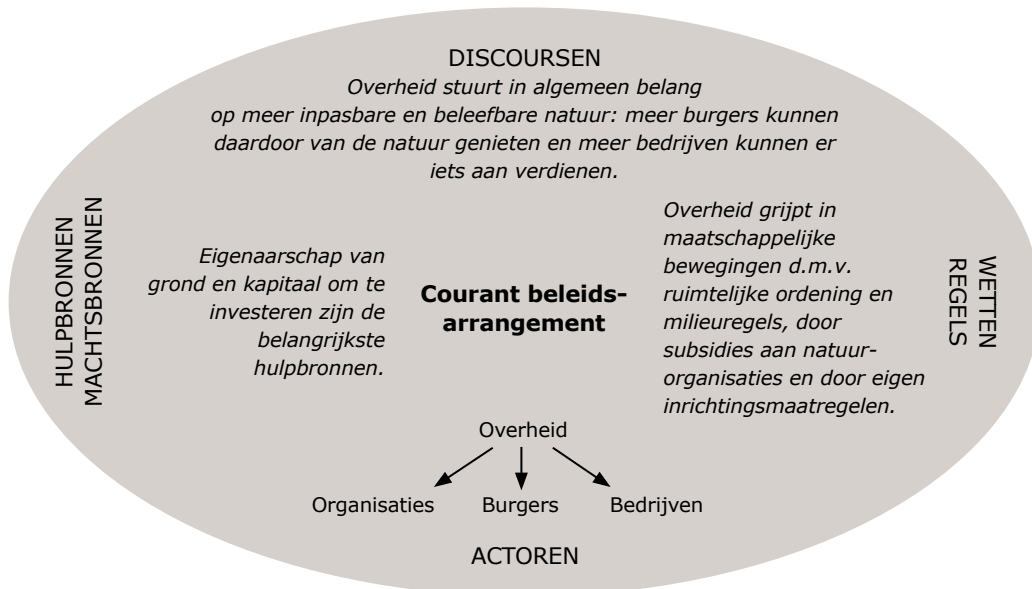 DISCOURSEN
Overheid stuurt in algemeen belang
op meer inpasbare en beleefbare natuur: meer burgers kunnen
daardoor van de natuur genieten en meer bedrijven kunnen er
iets aan verdienen.
HULPBRONNEN
MACHTSBRONNEN
Eigenaarschap van
grond en kapitaal om te
investeren zijn de
belangrijkste
hulpbronnen.
Courant beleids-
arrangement
Overheid grijpt in
maatschappelijke
bewegingen d.m.v.
ruimtelijke ordening en
milieuregels, door
subsidies aan natuur-
organisaties en door eigen
inrichtingsmaatregelen.
WETTEN
REGELS
Overheid
Organisaties
Burgers
Bedrijven
ACTOREN